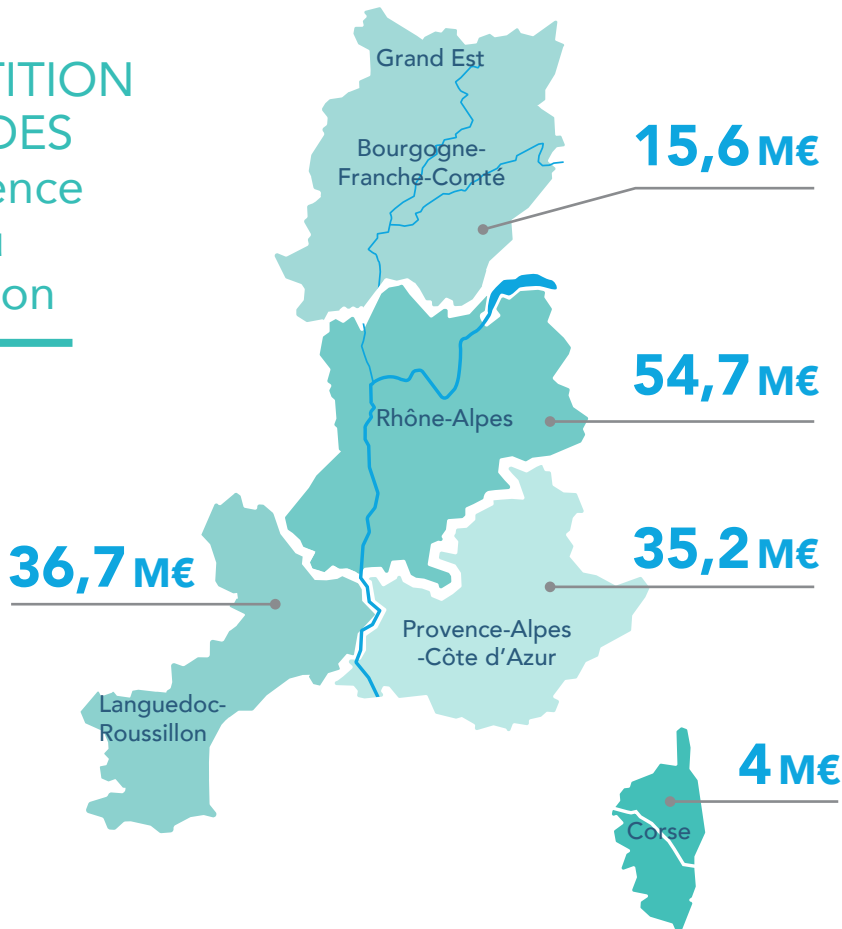 TITION
DES
ence
on
Grand Est
Bourgogne-
Franche-Comté
15,6 M€
54,7 M€
Rhône-Alpes
36,7 M€
35,2 M€
Provence-Alpes
-Côte d’Azur
Languedoc-
Roussillon
4 M€
Corse